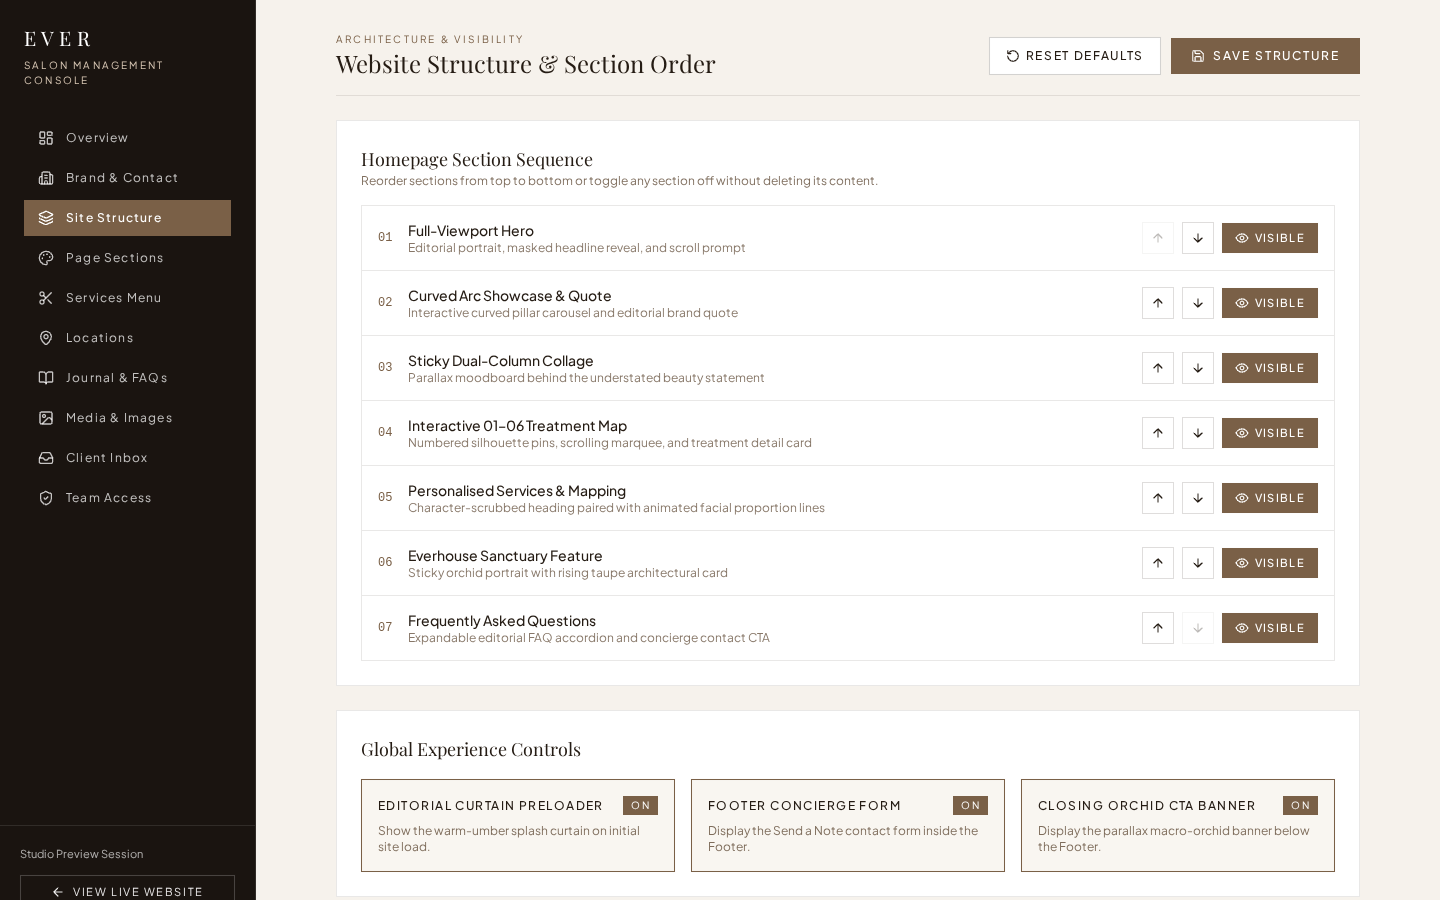 EVER
SALON MANAGEMENT
CONSOLE
Overview
Brand & Contact
Site Structure
Page Sections
Services Menu
Locations
Journal & FAQs
Media & Images
Client Inbox
Team Access
Studio Preview Session
VIEW LIVE WEBSITE
ARCHITECTURE & VISIBILITY
Website Structure & Section Order
RESET DEFAULTS
SAVE STRUCTURE
Homepage Section Sequence
Reorder sections from top to bottom or toggle any section off without deleting its content.
01 Full-Viewport Hero
Editorial portrait, masked headline reveal, and scroll prompt
VISIBLE
02 Curved Arc Showcase & Quote
Interactive curved pillar carousel and editorial brand quote
VISIBLE
03 Sticky Dual-Column Collage
Parallax moodboard behind the understated beauty statement
VISIBLE
04 Interactive 01–06 Treatment Map
Numbered silhouette pins, scrolling marquee, and treatment detail card
VISIBLE
05 Personalised Services & Mapping
Character-scrubbed heading paired with animated facial proportion lines
VISIBLE
06 Everhouse Sanctuary Feature
Sticky orchid portrait with rising taupe architectural card
VISIBLE
07 Frequently Asked Questions
Expandable editorial FAQ accordion and concierge contact CTA
VISIBLE
Global Experience Controls
EDITORIAL CURTAIN PRELOADER ON
Show the warm-umber splash curtain on initial
site load.
FOOTER CONCIERGE FORM ON
Display the Send a Note contact form inside the
Footer.
CLOSING ORCHID CTA BANNER ON
Display the parallax macro-orchid banner below
the Footer.